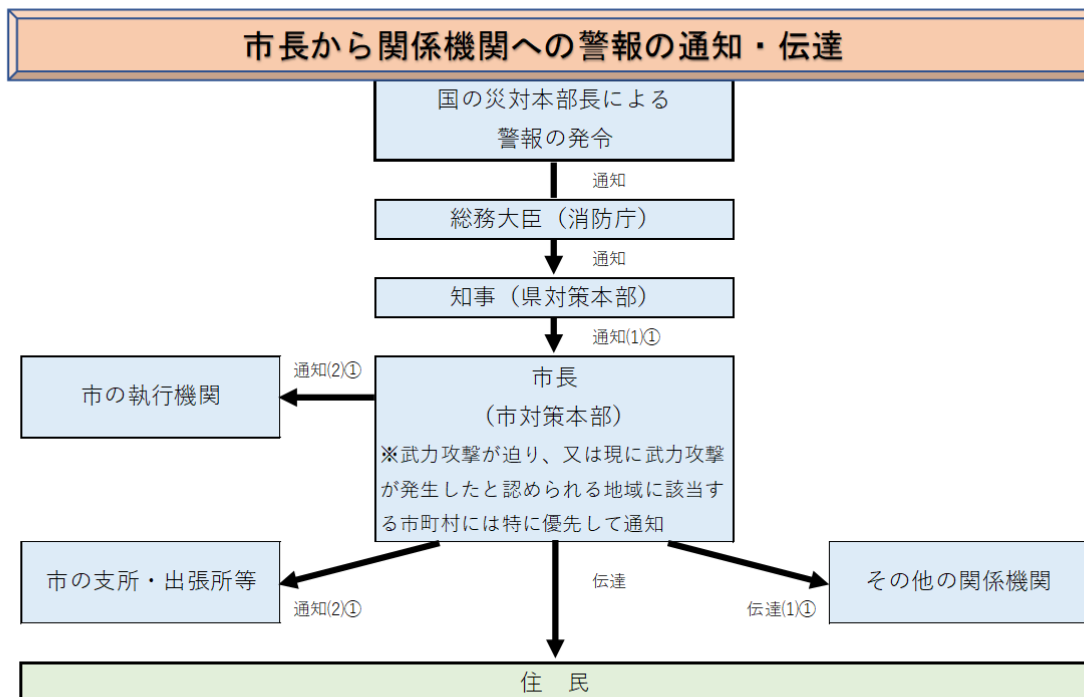 市長から関係機関への警報の通知・伝達
国の災対本部長による
警報の発令
通知
総務大臣（消防庁）
通知
知事（県対策本部）
通知(1)①
市の執行機関
通知(2)①
市長
（市対策本部）
※武力攻撃が迫り、又は現に武力攻撃
が発生したと認められる地域に該当す
る市町村には特に優先して通知
市の支所・出張所等
通知(2)①
伝達
伝達(1)①
その他の関係機関
住　民